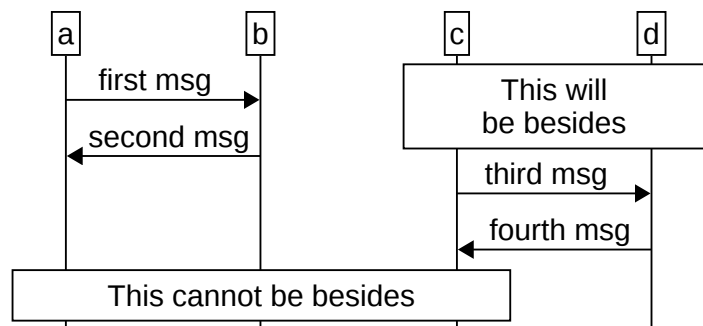 a
b
c
d
first msg
This will
be besides
second msg
third msg
fourth msg
This cannot be besides